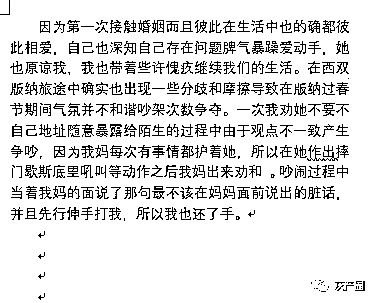 因为第一次接触婚姻而且彼此在生活中也的确都彼
此相爱，自己也深知自己存在问题脾气暴躁爱动手，她
也原谅我，我也带着些许愧疚继续我们的生活。在西双
版纳旅途中确实也出现一些分歧和摩擦导致在版纳过春
节期间气氛并不和谐吵架次数争夺。一次我劝她不要不
自己地址随意暴露给陌生的过程中由于观点不一致产生
争吵，因为我妈每次有事情都护着她，所以在她作出摔
门歇斯底里吼叫等动作之后我妈出来劝和 。吵闹过程中
当着我妈的面说了那句最不该在妈妈面前说出的脏话，
并且先行伸手打我，所以我也还了手。
灰产圈